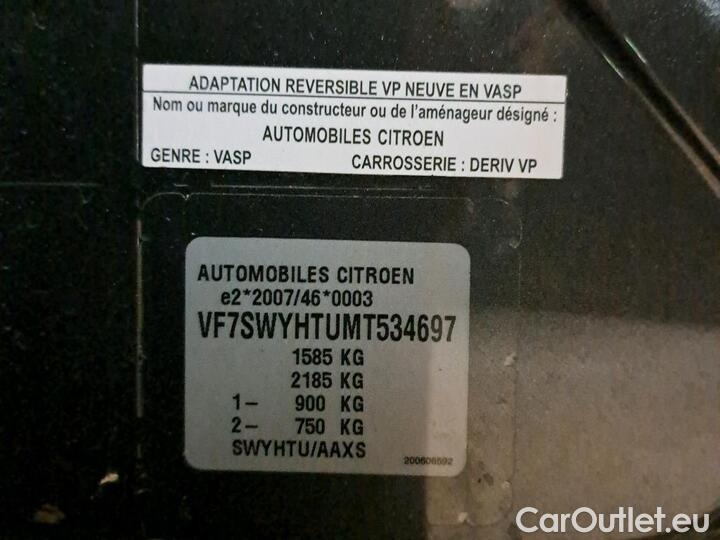 ADAPTATION REVERSIBLE VP NEUVE EN VASP
Nom ou marque du constructeur ou de l'aménageur désigné :
AUTOMOBILES CITROEN
GENRE : VASP CARROSSERIE : DERIV VP
AUTOMOBILES CITROEN
e2*2007/46*0003
VF7SWYHTUMT534697
1585 KG
2185 KG
1- 900 KG
2- 750 KG
SWYHTU/AAXS
200606592
CarOutlet.eu